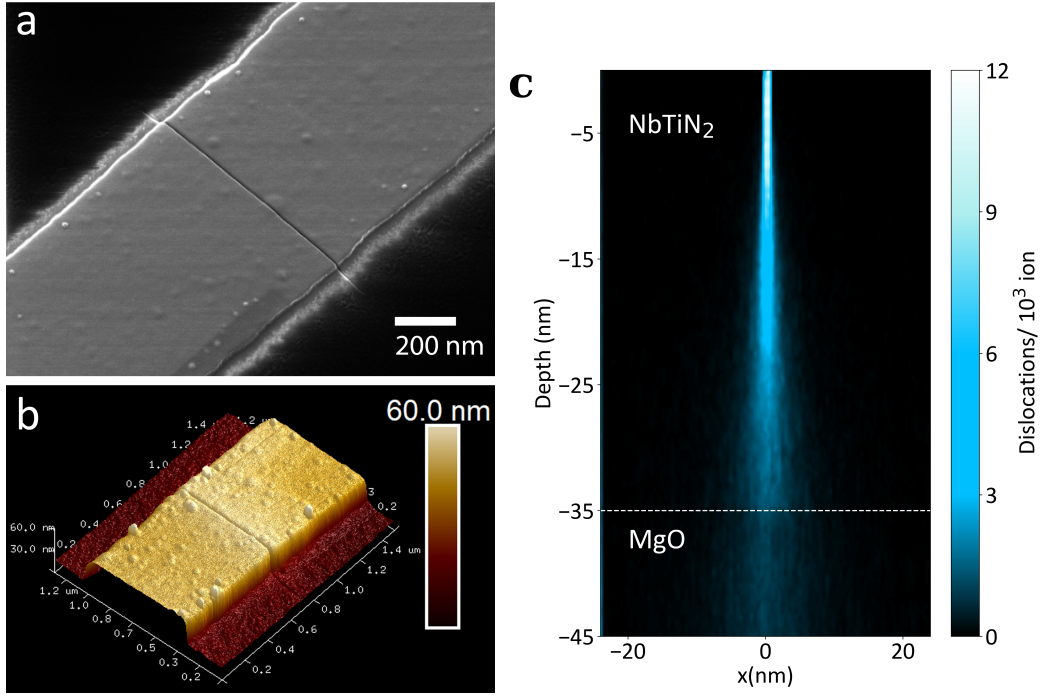 a
200 nm
b
60.0 nm
60.0 nm
30.0 nm
0.2
0.4
0.6
0.8
1.0
1.2
1.4
1.2 um
1.0
0.8
0.7
0.5
0.3
0.2
0.2
0.4
0.6
0.8
1.0
1.2
1.4 um
3
0.2
c
NbTiN2
MgO
−5
−15
−25
−35
−45
Depth (nm)
−20
0
20
x(nm)
12
9
6
3
0
Dislocations/ 10³ ion